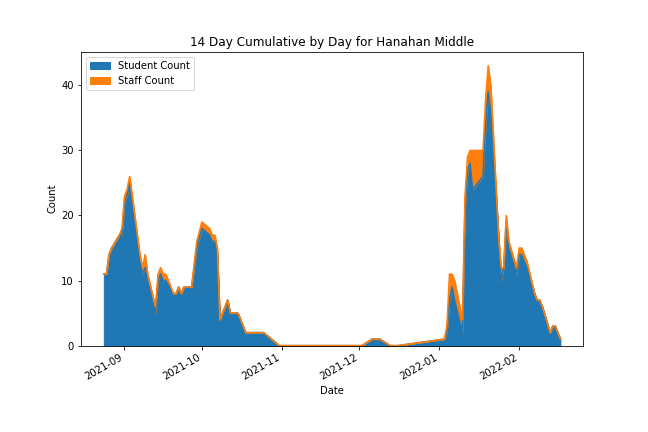 14 Day Cumulative by Day for Hanahan Middle
Student Count
Staff Count
Count
40
30
20
10
0
2021-09
2021-10
2021-11
2021-12
2022-01
2022-02
Date